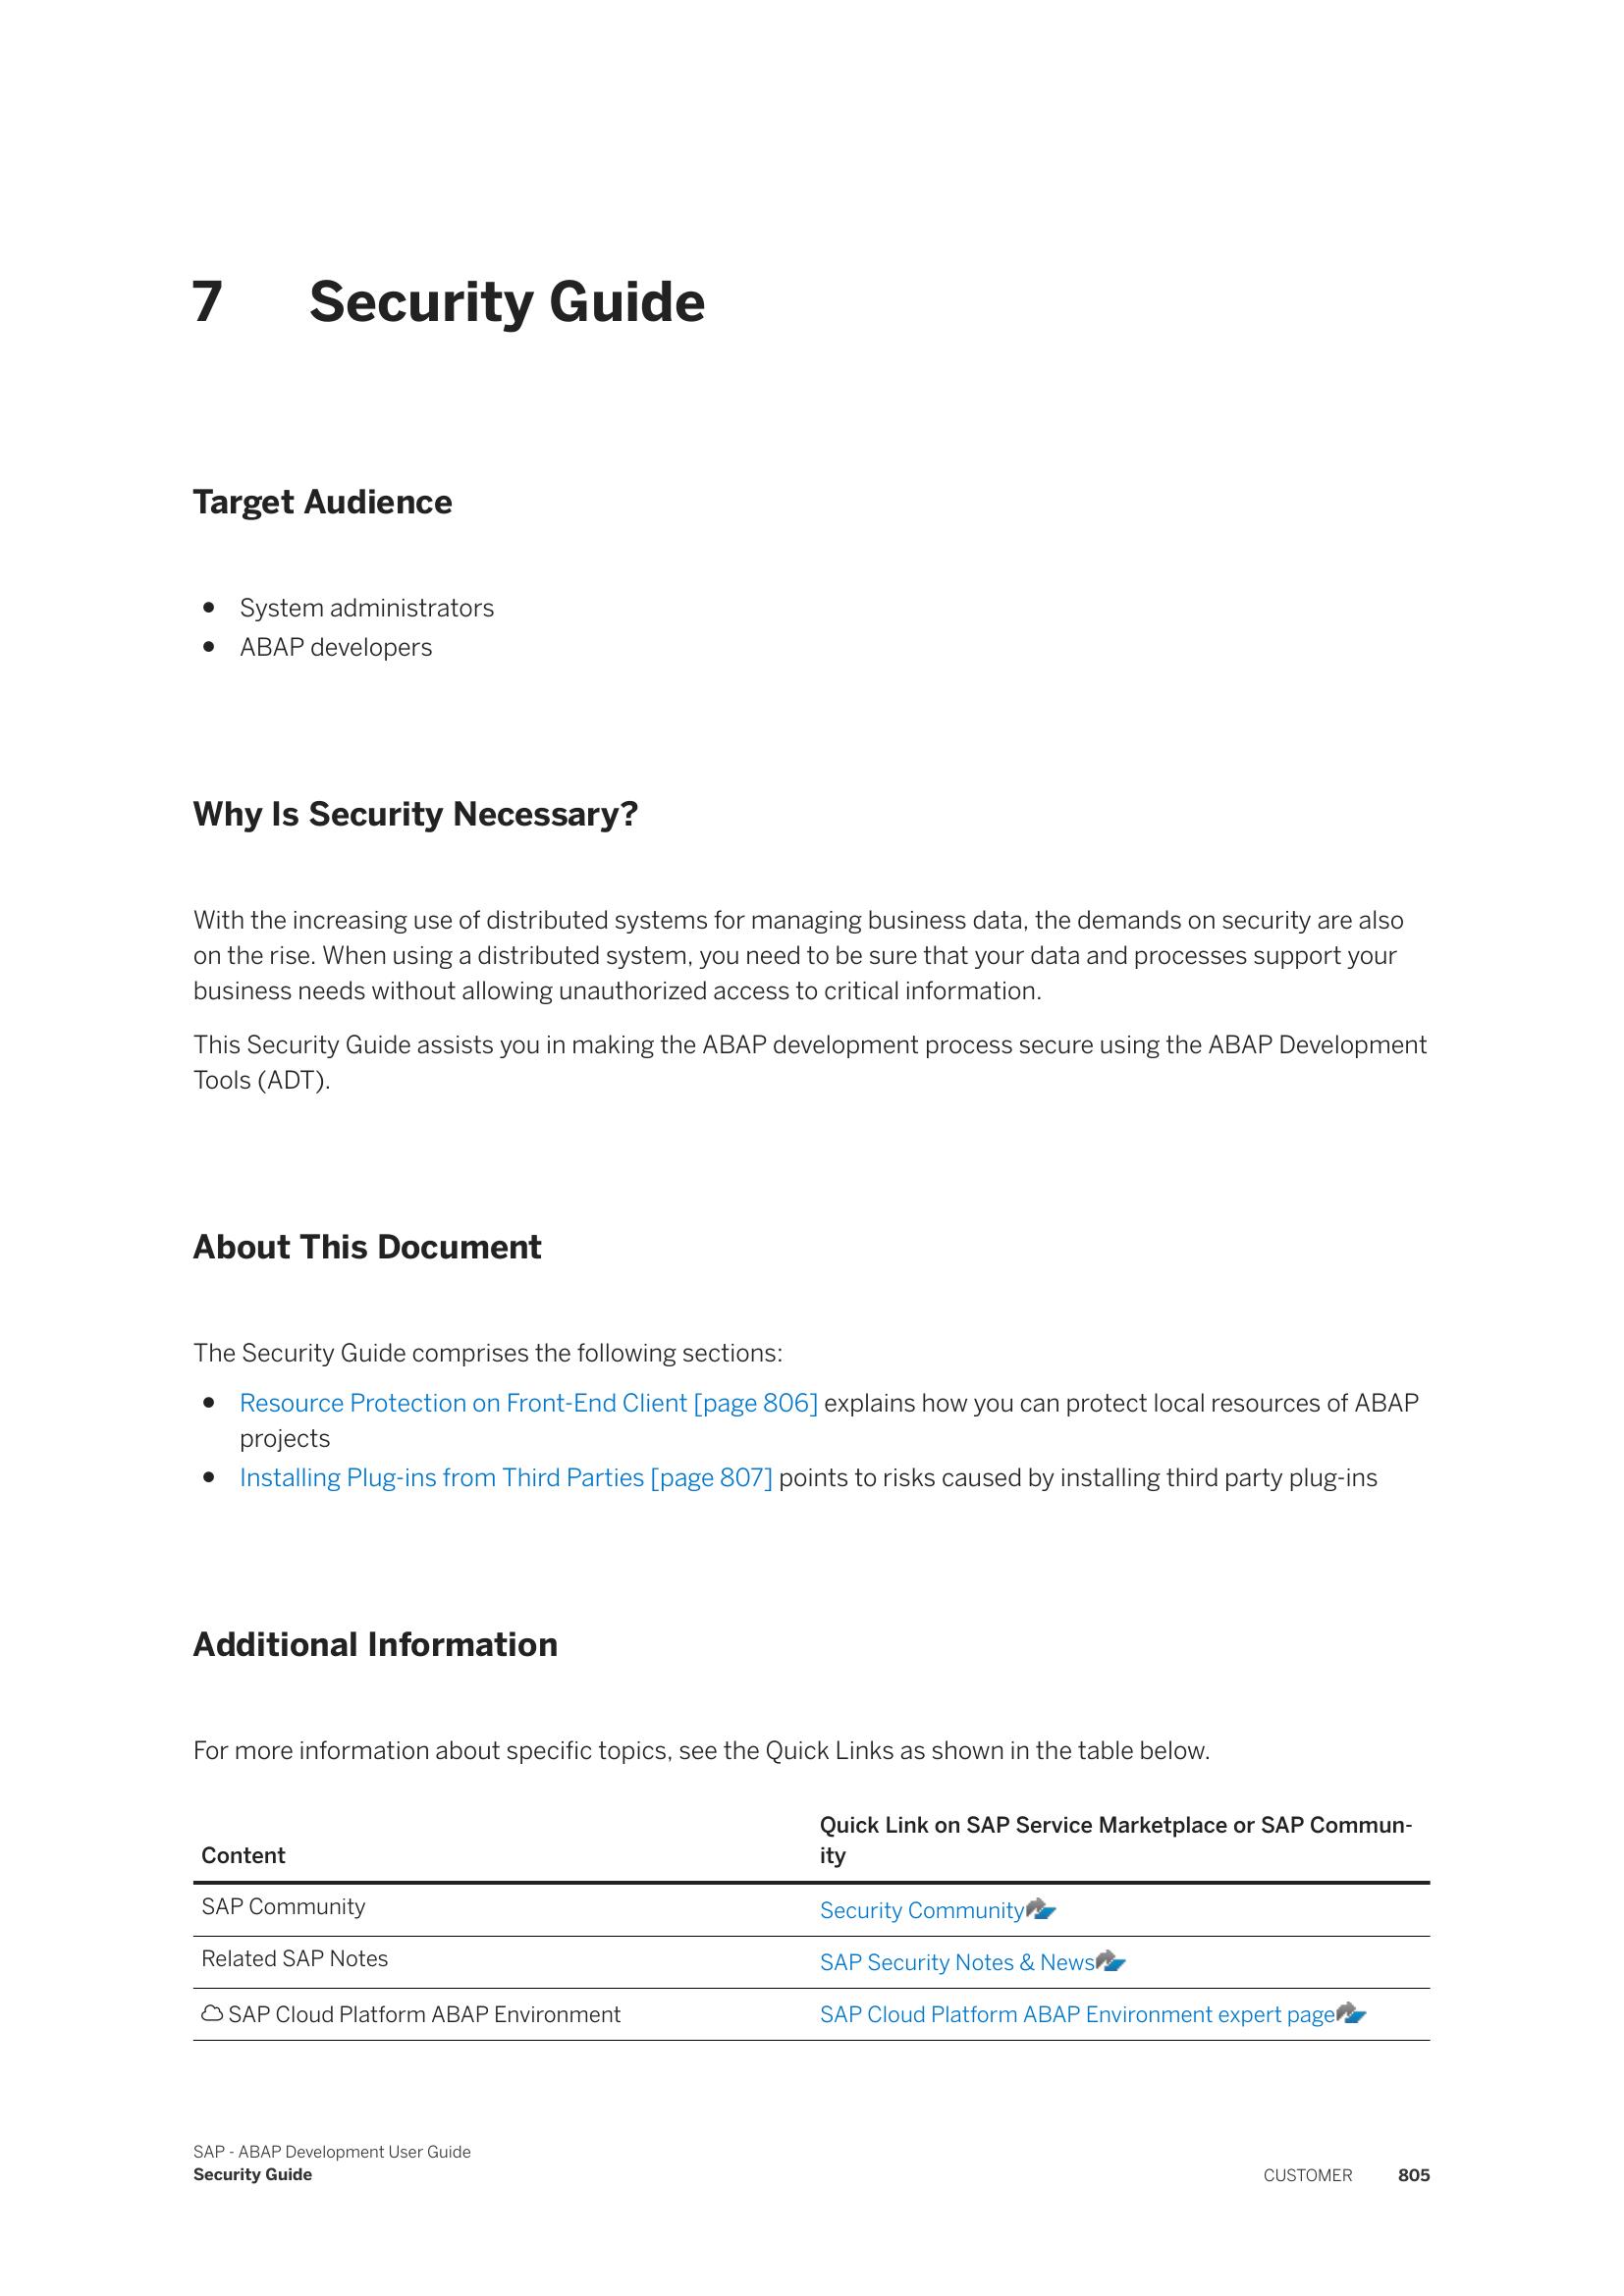 7 Security Guide
Target Audience
● System administrators
● ABAP developers
Why Is Security Necessary?
With the increasing use of distributed systems for managing business data, the demands on security are also
on the rise. When using a distributed system, you need to be sure that your data and processes support your
business needs without allowing unauthorized access to critical information.
This Security Guide assists you in making the ABAP development process secure using the ABAP Development
Tools (ADT).
About This Document
The Security Guide comprises the following sections:
● Resource Protection on Front-End Client [page 806] explains how you can protect local resources of ABAP
projects
● Installing Plug-ins from Third Parties [page 807] points to risks caused by installing third party plug-ins
Additional Information
For more information about specific topics, see the Quick Links as shown in the table below.
Quick Link on SAP Service Marketplace or SAP Commun-
Content ity
SAP Community Security Community
Related SAP Notes SAP Security Notes & News
SAP Cloud Platform ABAP Environment SAP Cloud Platform ABAP Environment expert page
SAP - ABAP Development User Guide
Security Guide CUSTOMER 805